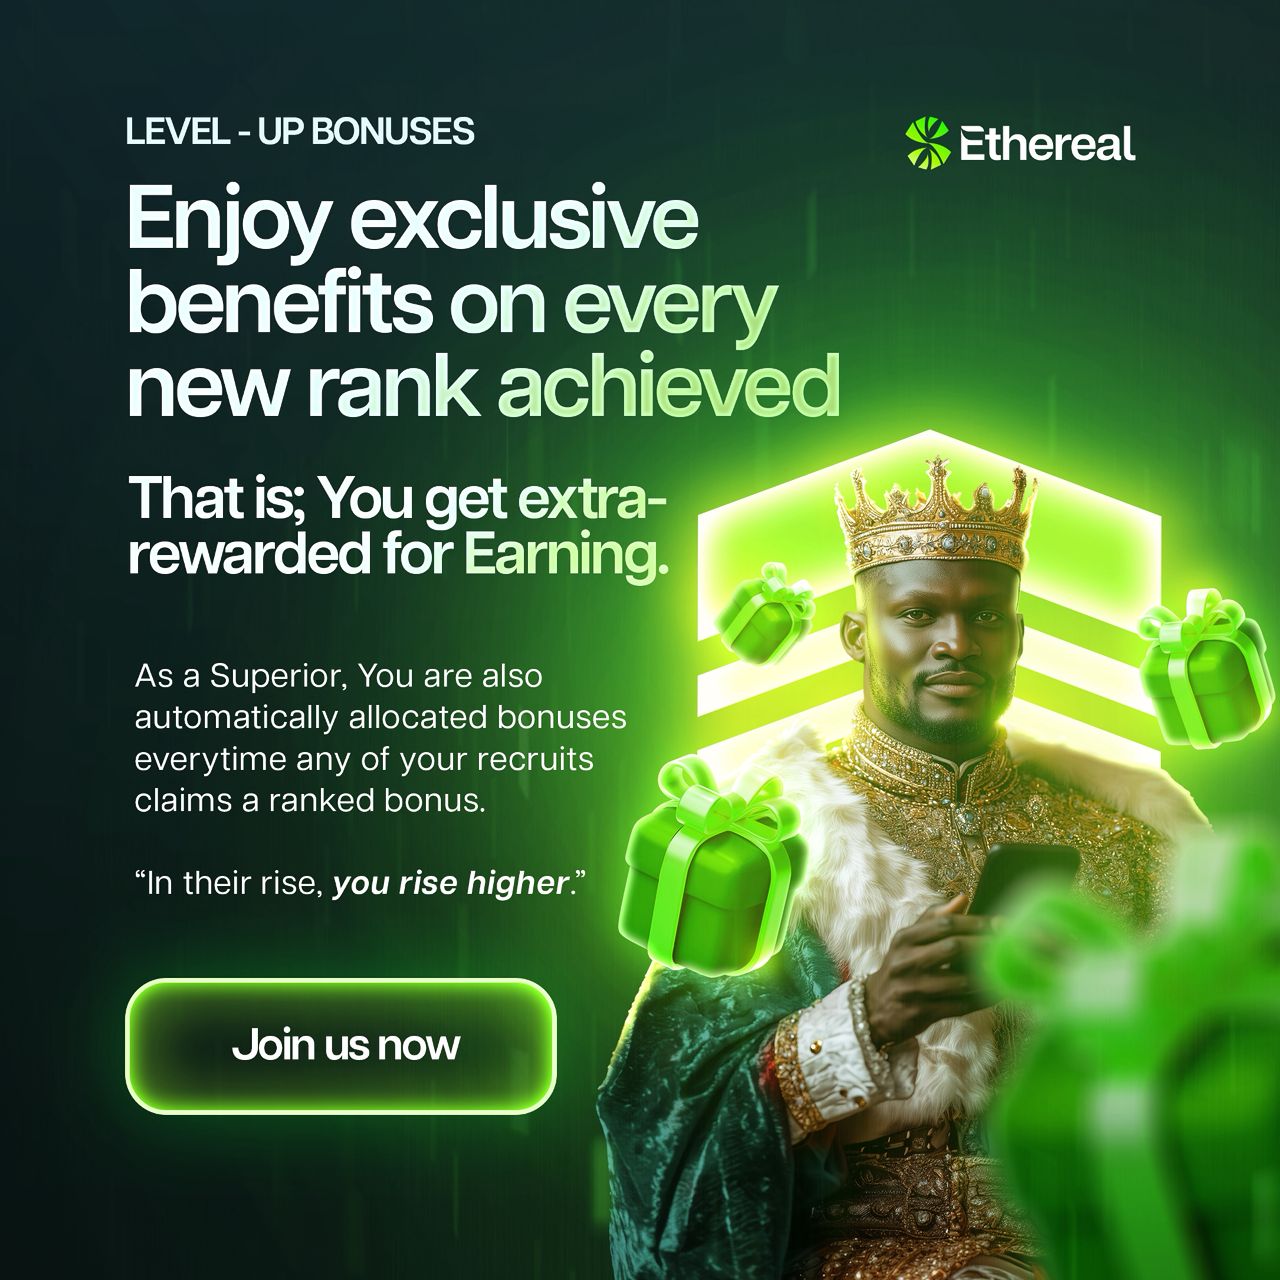 LEVEL - UP BONUSES
Ethereal
Enjoy exclusive
benefits on every
new rank achieved
That is; You get extra-
rewarded for Earning.
As a Superior, You are also
automatically allocated bonuses
everytime any of your recruits
claims a ranked bonus.
“In their rise, you rise higher.”
Join us now